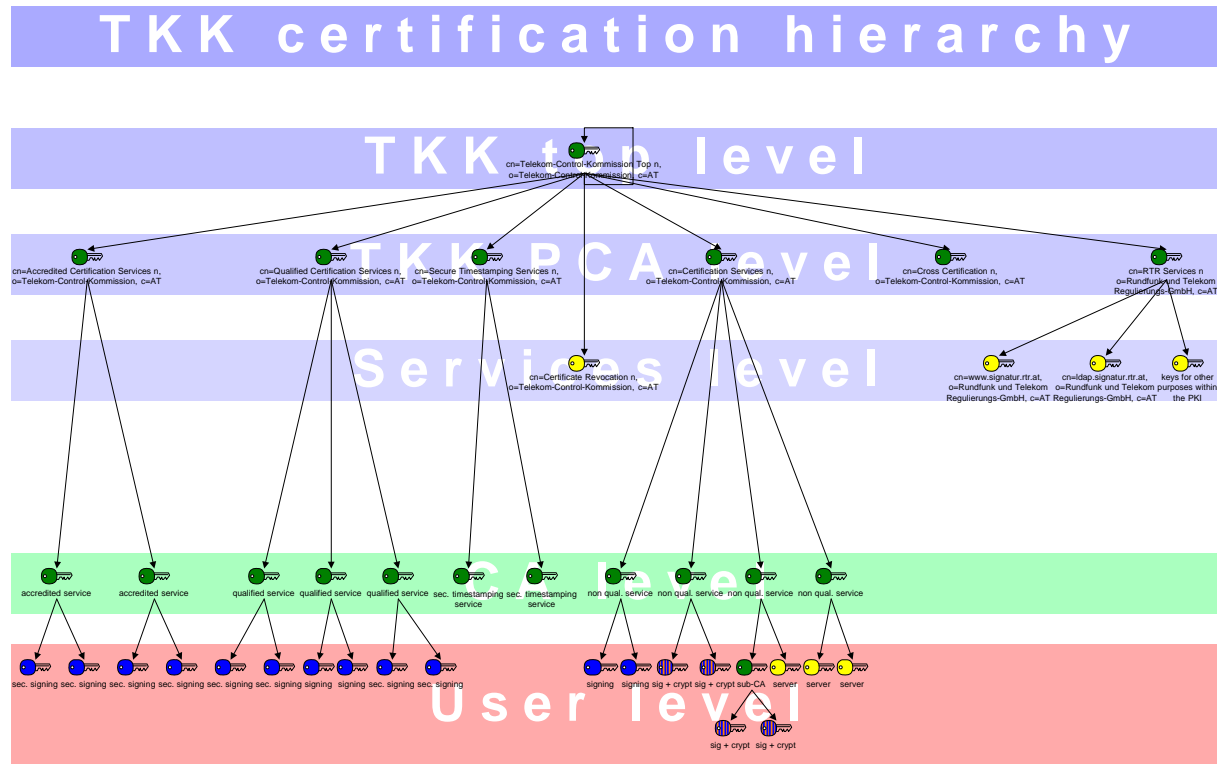 TKK certification hierarchy
TKK top level
cn=Telekom-Control-Kommission Top n,
o=Telekom-Control-Kommission, c=AT
TKK PCA level
cn=Accredited Certification Services n,
o=Telekom-Control-Kommission, c=AT
cn=Qualified Certification Services n,
o=Telekom-Control-Kommission, c=AT
cn=Secure Timestamping Services n,
o=Telekom-Control-Kommission, c=AT
cn=Certification Services n,
o=Telekom-Control-Kommission, c=AT
cn=Cross Certification n,
o=Telekom-Control-Kommission, c=AT
cn=RTR Services n
o=Rundfunk und Telekom
Regulierungs-GmbH, c=AT
Services level
cn=Certificate Revocation n,
o=Telekom-Control-Kommission, c=AT
cn=www.signatur.rtr.at,
o=Rundfunk und Telekom
Regulierungs-GmbH, c=AT
cn=ldap.signatur.rtr.at,
o=Rundfunk und Telekom
Regulierungs-GmbH, c=AT
keys for other
purposes within
the PKI
CA level
accredited service
accredited service
qualified service
qualified service
qualified service
sec. timestamping
service
sec. timestamping
service
non qual. service
non qual. service
non qual. service
non qual. service
User level
sec. signing
sec. signing
sec. signing
sec. signing
sec. signing
sec. signing
signing
signing
sec. signing
sec. signing
signing
signing
sig + crypt
sig + crypt
sub-CA
server
server
server
sig + crypt
sig + crypt